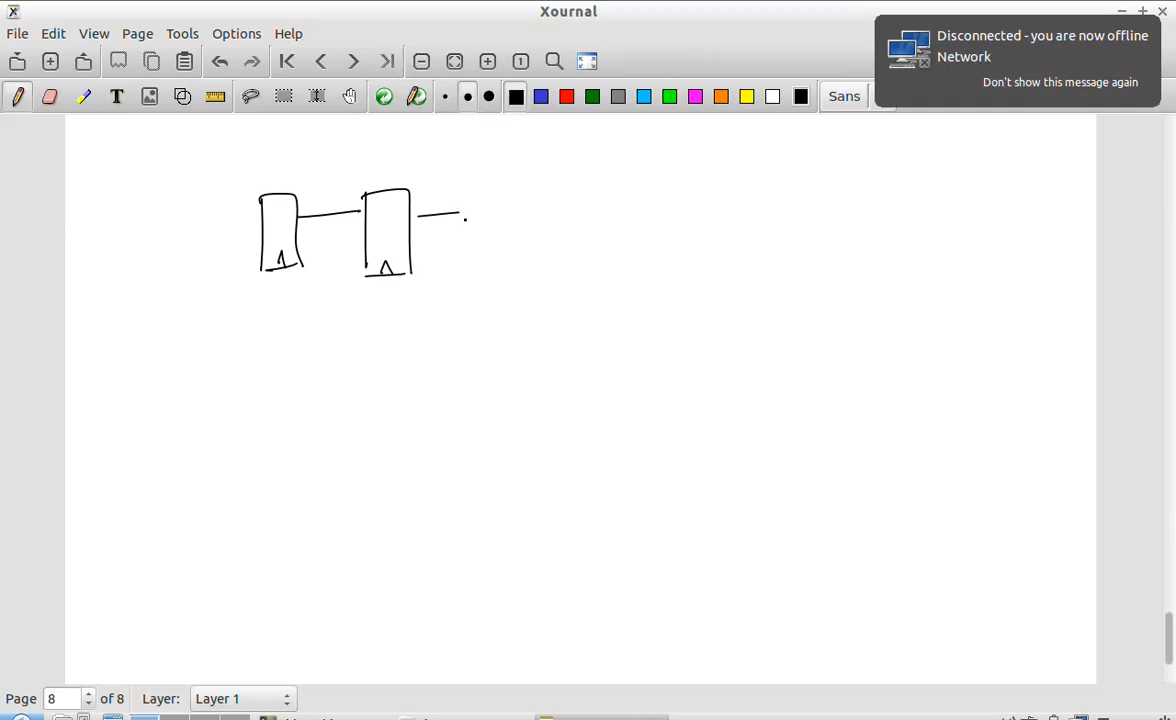 Xournal
Disconnected - you are now offline
Network
Don't show this message again
File Edit View Page Tools Options Help
T Sans
Page 8 of 8 Layer: Layer 1